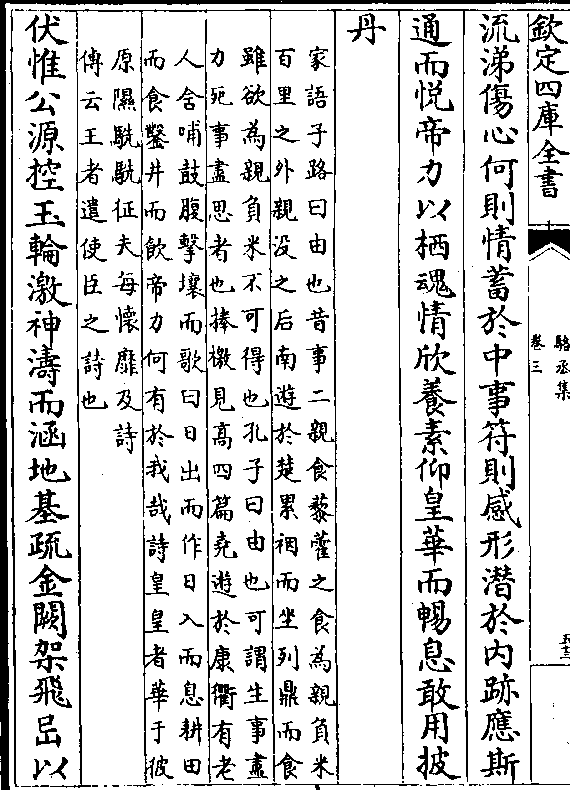 欽定四庫全書
駱丞集
卷三
五十三
流涕傷心何則情蓄於中事符則感形潛於内跡應斯
通而悦帝力以栖魂情欣養素仰皇華而暢息敢用披
丹
家語子路曰由也昔事二親食藜藿之食為親負米
百里之外親没之后南遊於楚累裀而坐列鼎而食
雖欲為親負米不可得也孔子曰由也可謂生事盡
力死事盡思者也捧檄見髙四篇堯遊於康衢有老
人含哺鼓腹擊壤而歌曰日出而作日入而息耕田
而食鑿井而飲帝力何有於我哉詩皇皇者華于彼
原隰駪駪征夫每懷靡及詩
傳云王者遣使臣之詩也
伏惟公源控玉輪激神濤而涵地基疏金闕架飛岊以